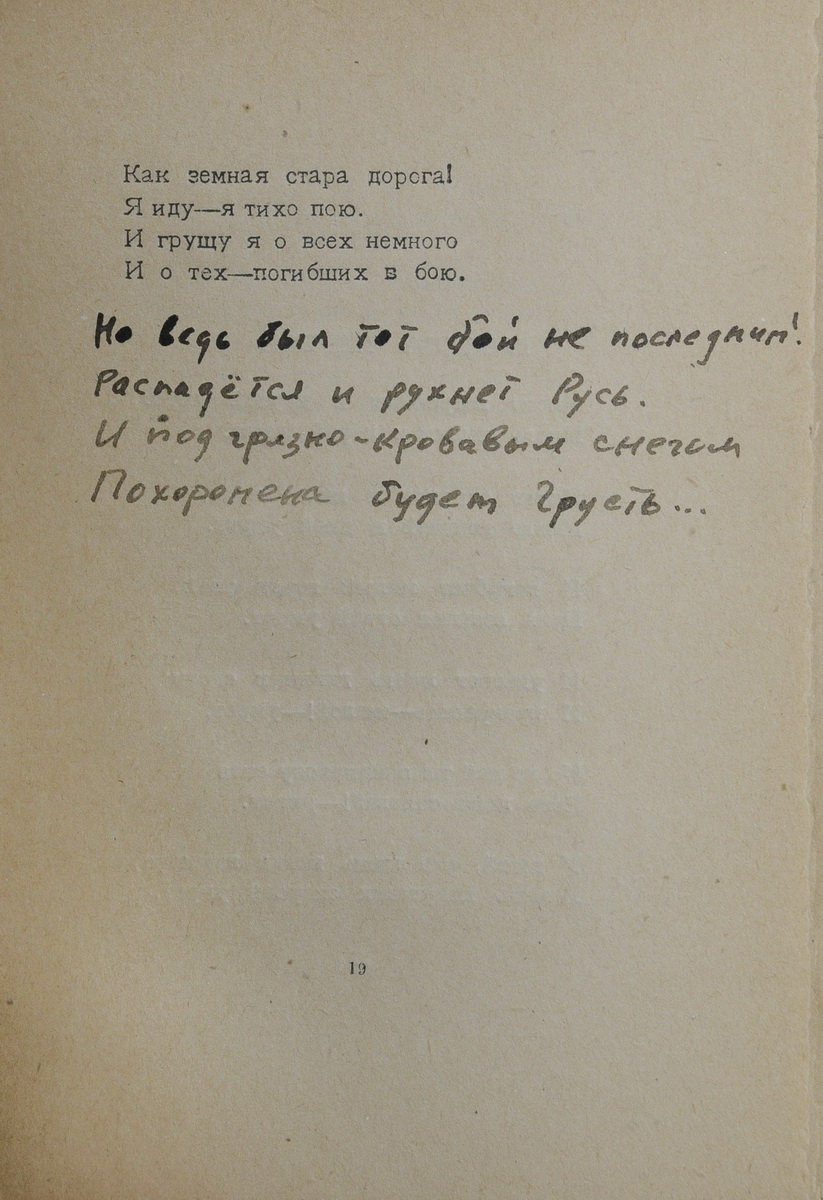 Как земная стара дорога!
Я иду—я тихо пою.
И грущу я о всех немного
И о тех—погибших в бою.
Но ведь был тот бой не последним!
Распадётся и рухнет Русь.
И под грязно-кровавым снегом
Похоронена будет Грусть...
19